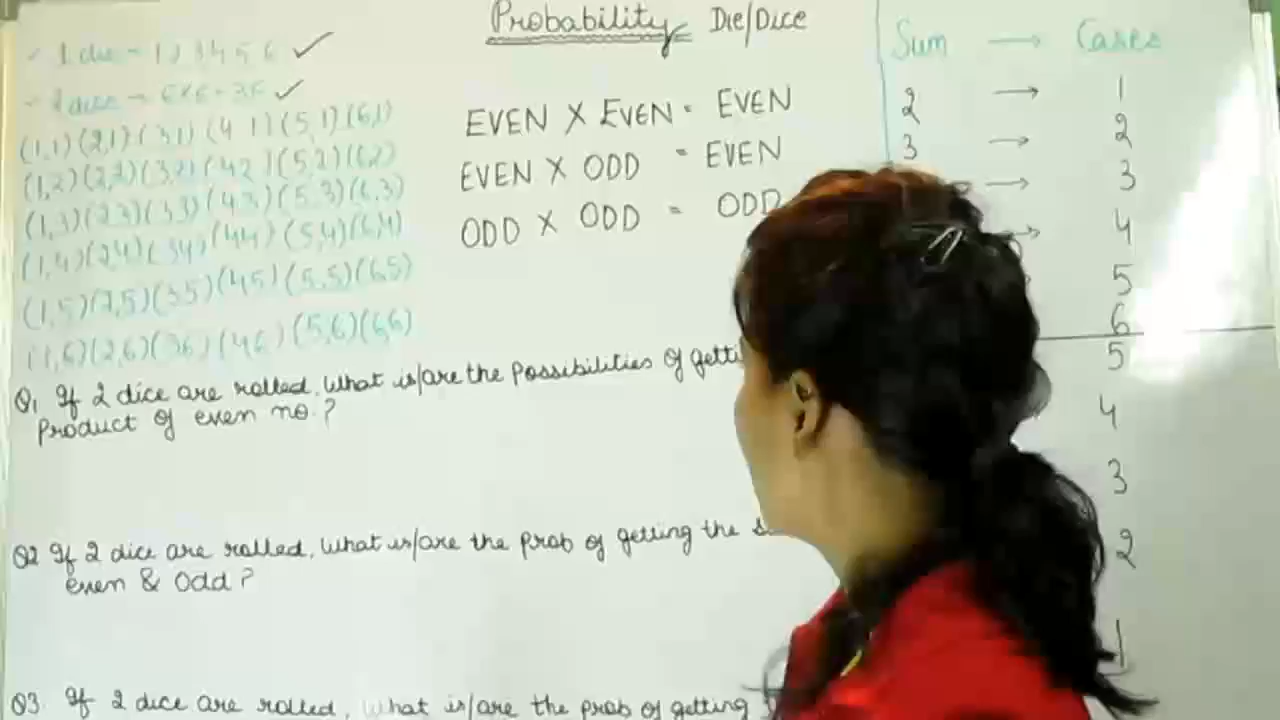 Probability Die/Dice
- 1 die - 1 2 3 4 5 6 ✓
- 2 dice → 6×6 = 36 ✓
(1,1)(2,1)(3,1)(4 1)(5,1)(6,1)
(1,2)(2,2)(3,2)(4 2)(5,2)(6,2)
(1,3)(2,3)(3,3)(4,3)(5,3)(6,3)
(1,4)(2,4)(3 4)(4 4)(5,4)(6,4)
(1,5)(2,5)(3 5)(4 5)(5,5)(6,5)
(1,6)(2,6)(3 6)(4 6)(5,6)(6,6)
EVEN X EVEN = EVEN
EVEN X ODD = EVEN
ODD X ODD = ODD
Sum → Cases
2 → 1
3 → 2
→ 3
→ 4
5
6
5
4
3
2
1
Q1 If 2 dice are rolled, What is/are the possibilities of getti
Product of even no.?
Q2 If 2 dice are rolled, What is/are the prob of getting the
even & odd?
Q3. If 2 dice are rolled, what is/are the prob of getting